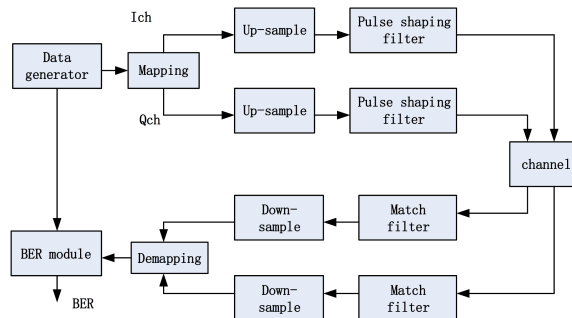 Ich
Data
generator
Mapping
Up-sample
Pulse shaping
filter
Qch
Up-sample
Pulse shaping
filter
channel
Down-
sample
Match
filter
BER module
Demapping
Down-
sample
Match
filter
BER